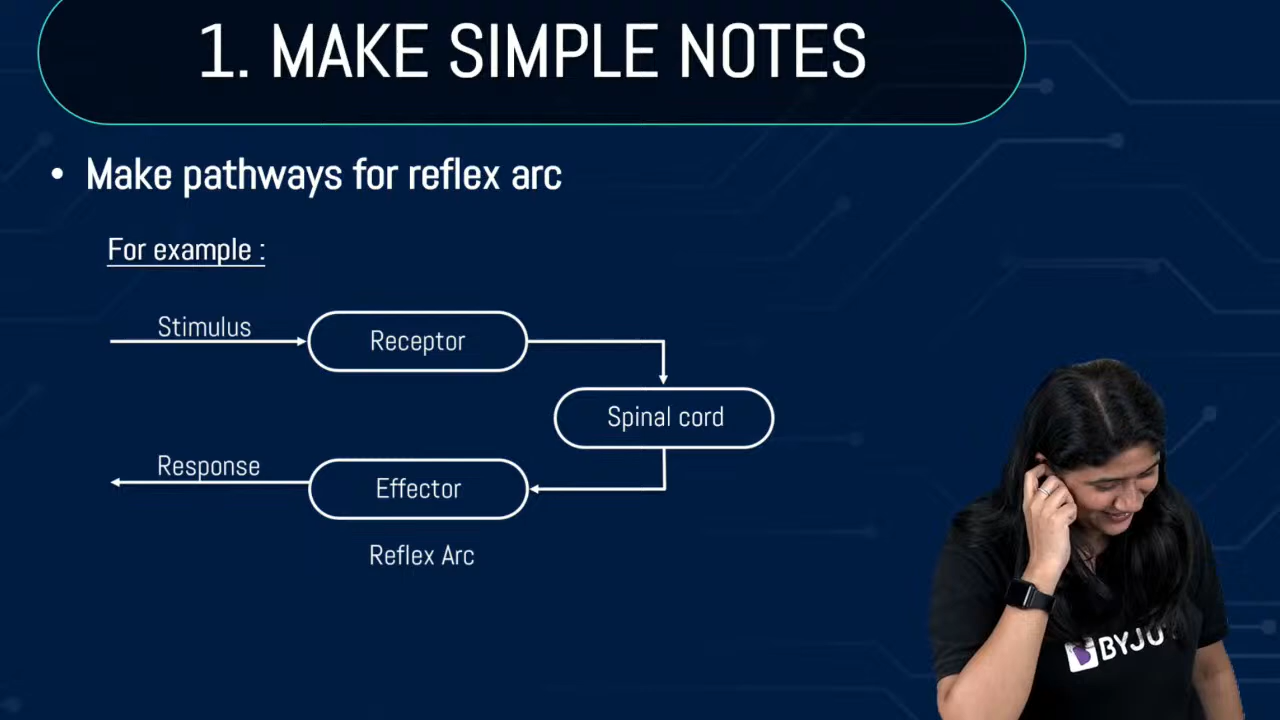 1. MAKE SIMPLE NOTES
• Make pathways for reflex arc
For example :
Stimulus
Receptor
Spinal cord
Response
Effector
Reflex Arc